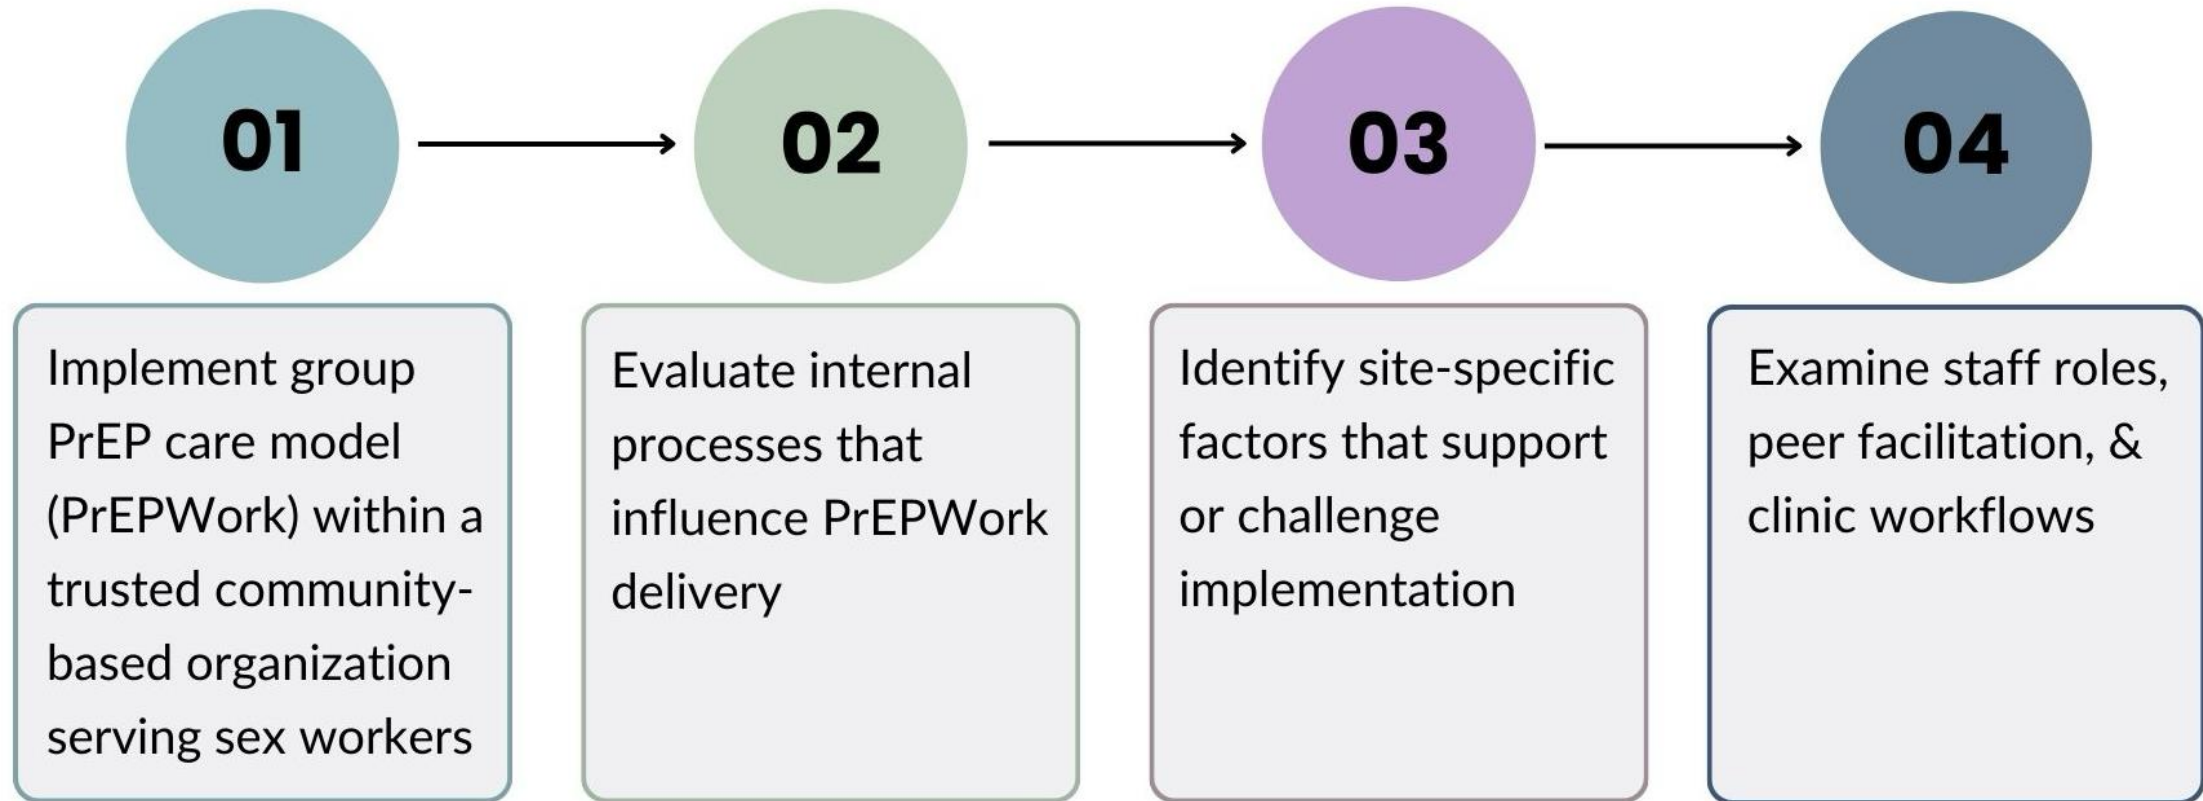 01
02
03
04
Implement group
PrEP care model
(PrEPWork) within a
trusted community-
based organization
serving sex workers
Evaluate internal
processes that
influence PrEPWork
delivery
Identify site-specific
factors that support
or challenge
implementation
Examine staff roles,
peer facilitation, &
clinic workflows